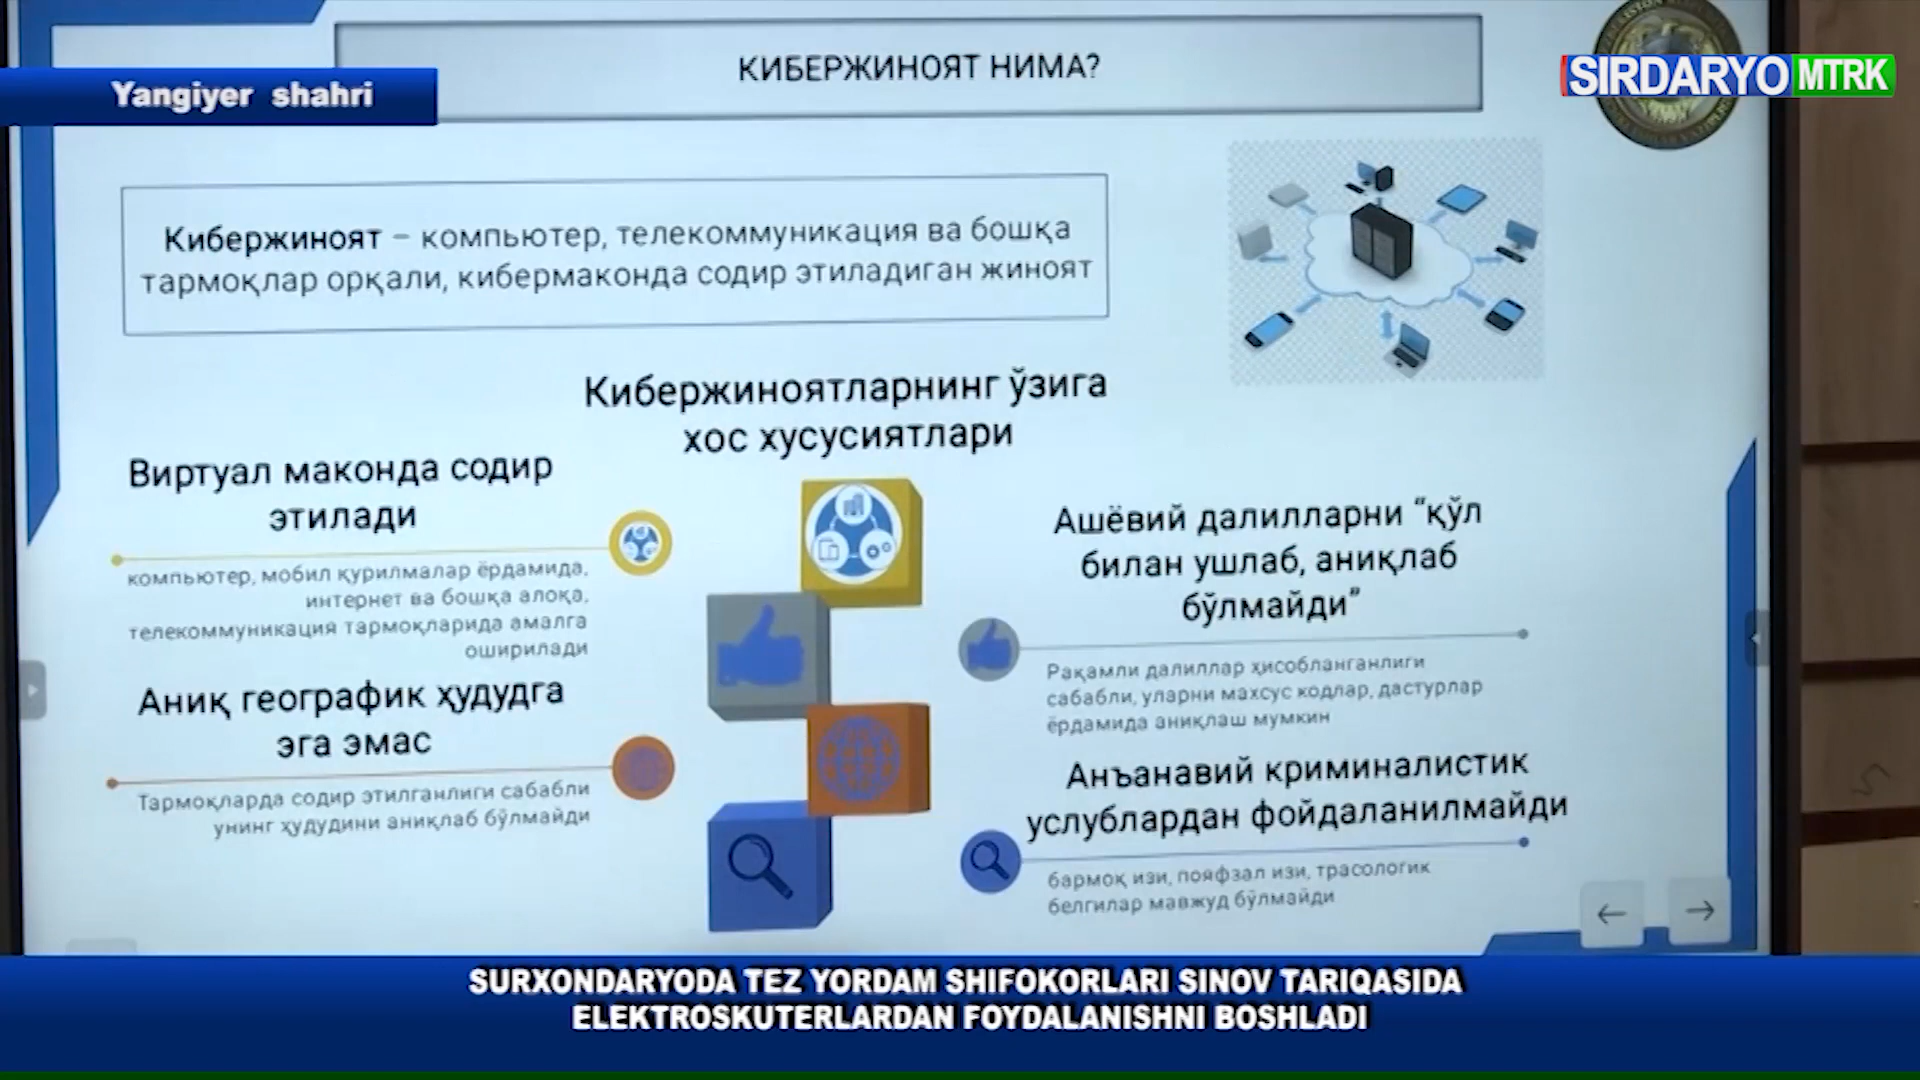 КИБЕРЖИНОЯТ НИМА?
Yangiyer shahri
SIRDARYO MTRK
Кибержиноят – компьютер, телекоммуникация ва бошқа
тармоқлар орқали, кибермаконда содир этиладиган жиноят
Кибержиноятларнинг ўзига
хос хусусиятлари
Виртуал маконда содир
этилади
компьютер, мобил қурилмалар ёрдамида,
интернет ва бошқа алоқа,
телекоммуникация тармоқларида амалга
оширилади
Аниқ географик ҳудудга
эга эмас
Тармоқларда содир этилганлиги сабабли
унинг ҳудудини аниқлаб бўлмайди
Ашёвий далилларни “қўл
билан ушлаб, аниқлаб
бўлмайди”
Рақамли далиллар ҳисобланганлиги
сабабли, уларни махсус кодлар, дастурлар
ёрдамида аниқлаш мумкин
Анъанавий криминалистик
услублардан фойдаланилмайди
бармоқ изи, пояфзал изи, трасологик
белгилар мавжуд бўлмайди
SURXONDARYODA TEZ YORDAM SHIFOKORLARI SINOV TARIQASIDA
ELEKTROSKUTERLARDAN FOYDALANISHNI BOSHLADI